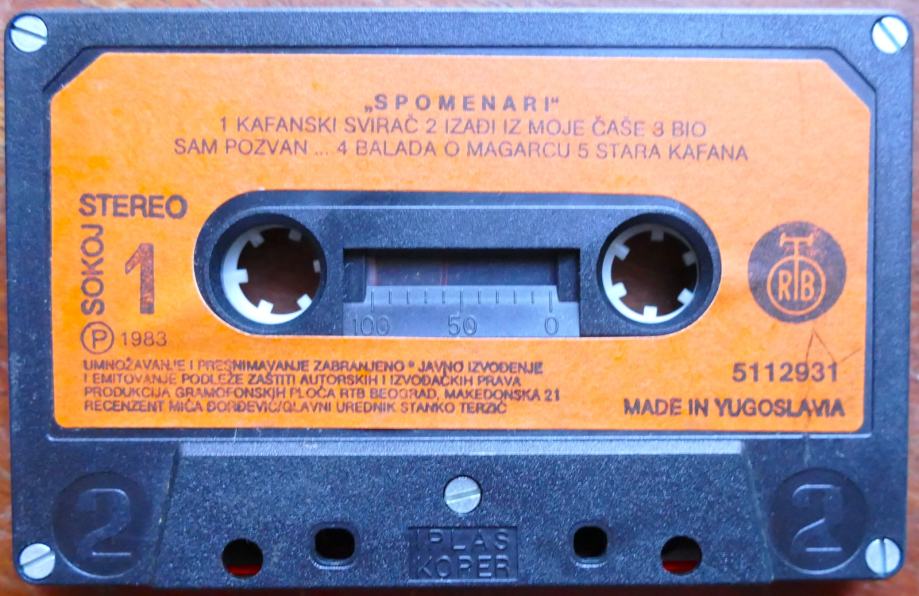 „SPOMENARI“
1 KAFANSKI SVIRAČ 2 IZAĐI IZ MOJE ČAŠE 3 BIO
SAM POZVAN ... 4 BALADA O MAGARCU 5 STARA KAFANA
STEREO
SOKOJ
1
Ⓟ 1983
RTB
100 50 0
UMNOŽAVANJE I PRESNIMAVANJE ZABRANJENO * JAVNO IZVOĐENJE
I EMITOVANJE PODLEŽE ZAŠTITI AUTORSKIH I IZVOĐAČKIH PRAVA
PRODUKCIJA GRAMOFONSKIH PLOČA RTB BEOGRAD, MAKEDONSKA 21
RECENZENT MIĆA ĐORĐEVIĆ/GLAVNI UREDNIK STANKO TERZIĆ
5112931
MADE IN YUGOSLAVIA
2 2
IPLAS
KOPER